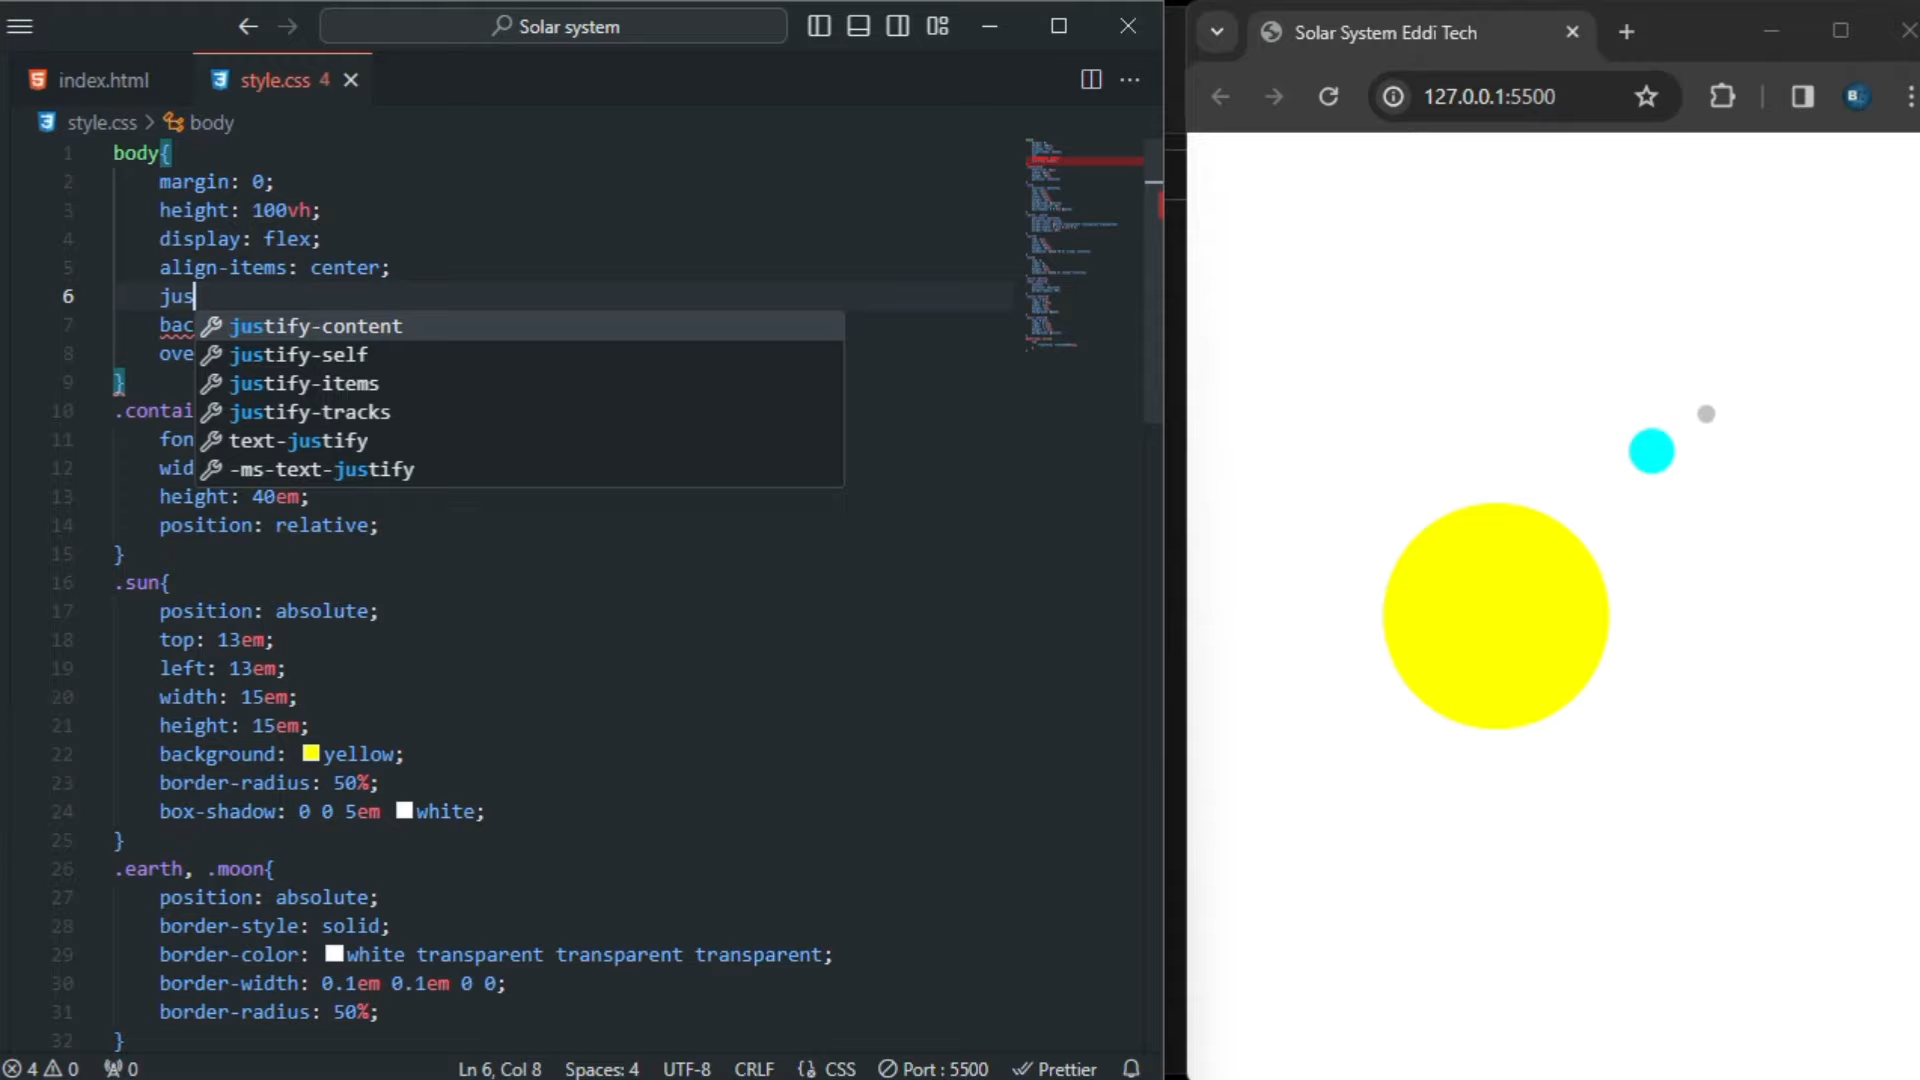 Solar system
index.html
style.css 4
style.css > body
1 body{
2 margin: 0;
3 height: 100vh;
4 display: flex;
5 align-items: center;
6 jus
justify-content
7 bac
justify-self
8 ove
justify-items
9 }
justify-tracks
10 .contai
text-justify
11 fon
-ms-text-justify
12 wid
13 height: 40em;
14 position: relative;
15 }
16 .sun{
17 position: absolute;
18 top: 13em;
19 left: 13em;
20 width: 15em;
21 height: 15em;
22 background: yellow;
23 border-radius: 50%;
24 box-shadow: 0 0 5em white;
25 }
26 .earth, .moon{
27 position: absolute;
28 border-style: solid;
29 border-color: white transparent transparent transparent;
30 border-width: 0.1em 0.1em 0 0;
31 border-radius: 50%;
32 }
4 0 0 Ln 6, Col 8 Spaces: 4 UTF-8 CRLF {} CSS Port : 5500 Prettier
Solar System Eddi Tech
127.0.0.1:5500